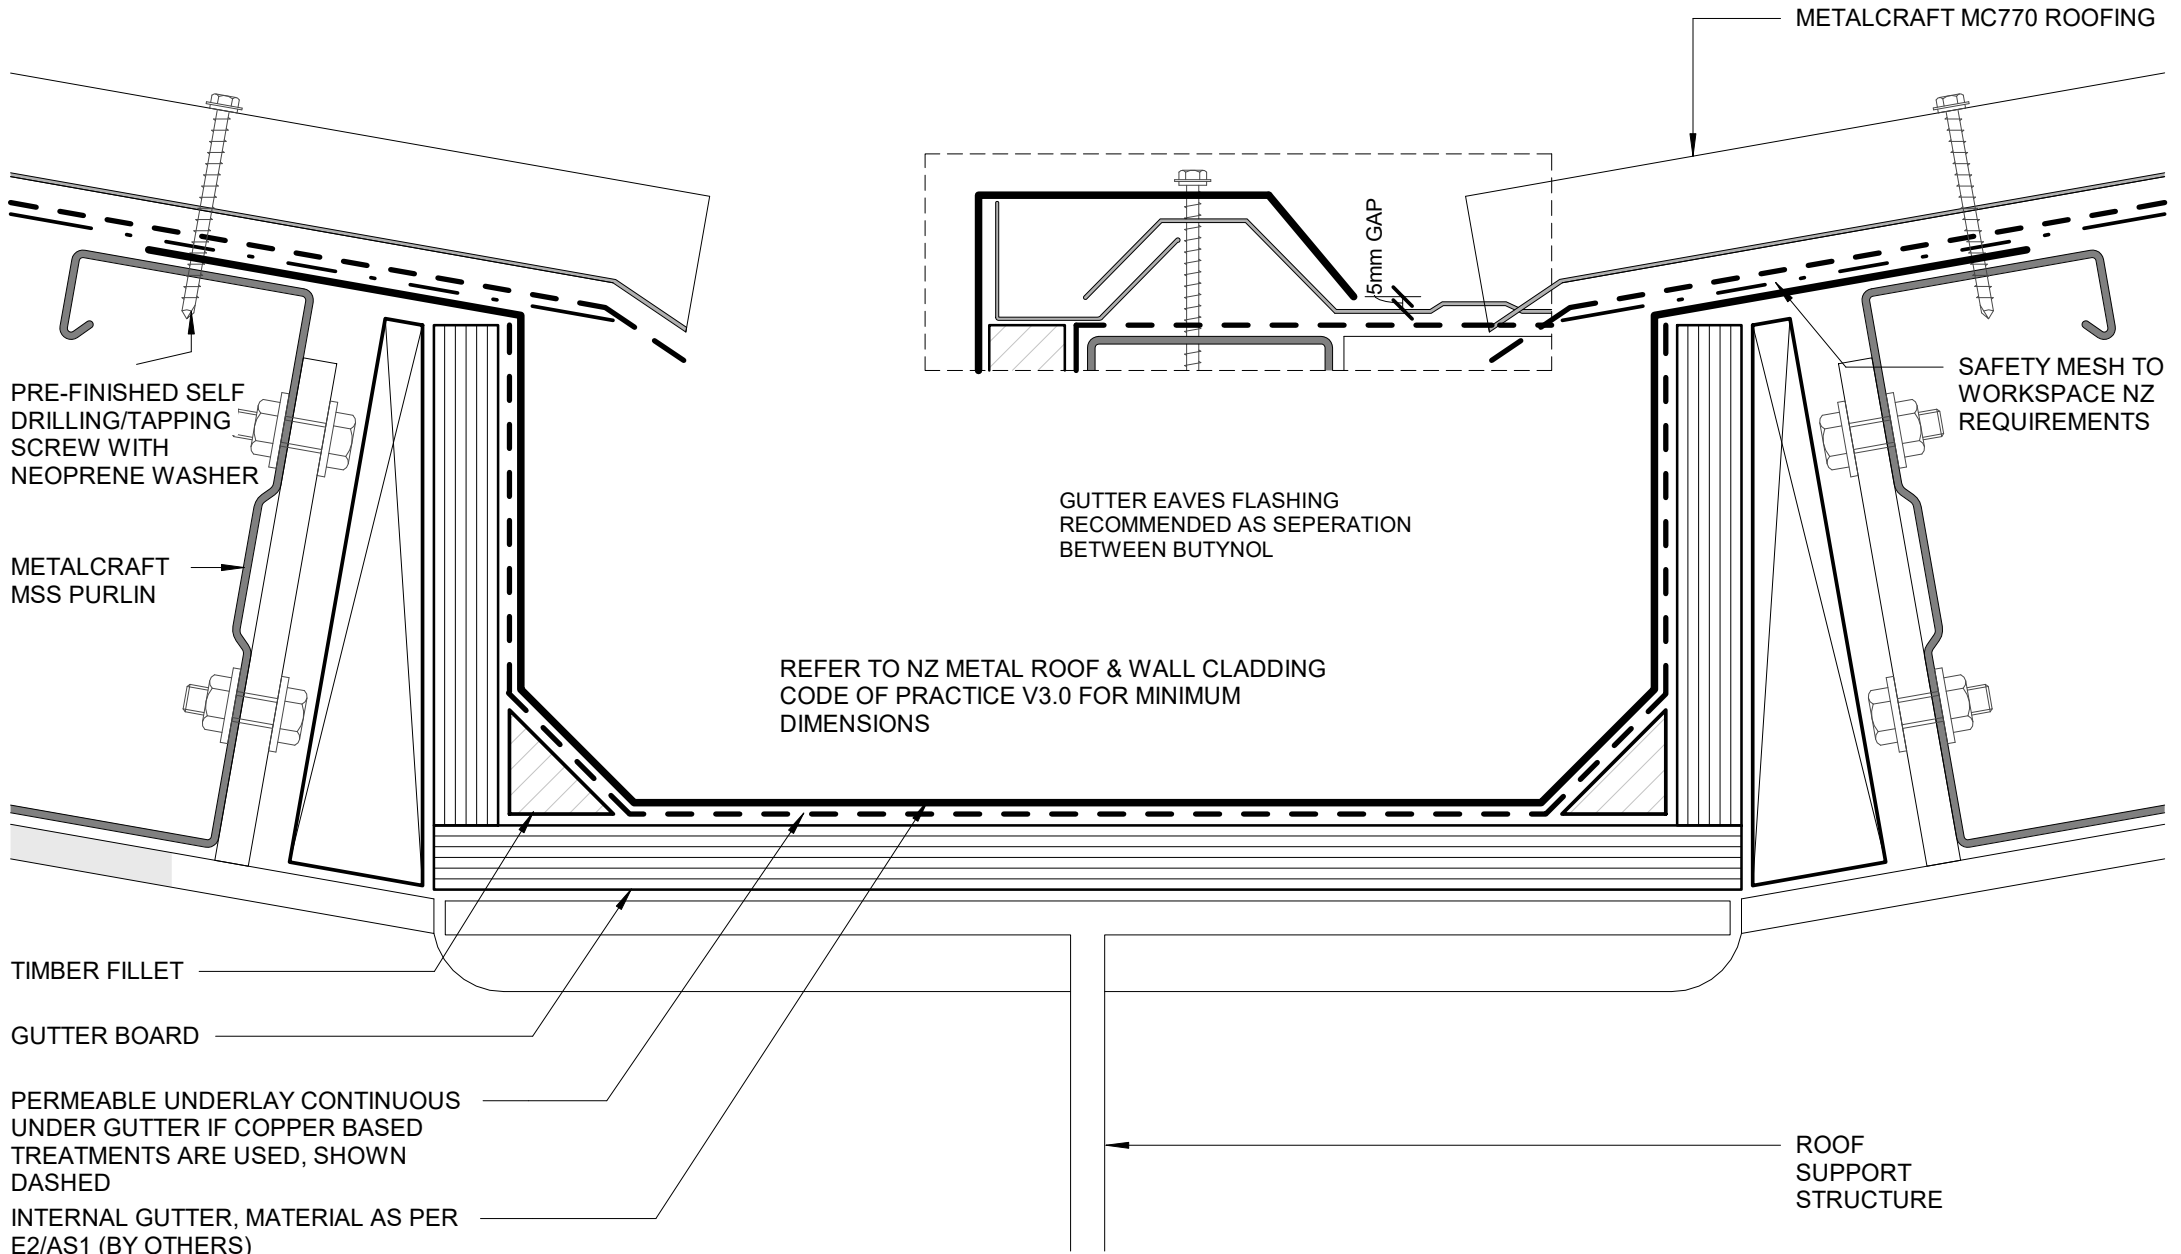 METALCRAFT MC770 ROOFING
5mm GAP
PRE-FINISHED SELF
DRILLING/TAPPING
SCREW WITH
NEOPRENE WASHER
SAFETY MESH TO
WORKSPACE NZ
REQUIREMENTS
GUTTER EAVES FLASHING
RECOMMENDED AS SEPERATION
BETWEEN BUTYNOL
METALCRAFT
MSS PURLIN
REFER TO NZ METAL ROOF & WALL CLADDING
CODE OF PRACTICE V3.0 FOR MINIMUM
DIMENSIONS
TIMBER FILLET
GUTTER BOARD
PERMEABLE UNDERLAY CONTINUOUS
UNDER GUTTER IF COPPER BASED
TREATMENTS ARE USED, SHOWN
DASHED
INTERNAL GUTTER, MATERIAL AS PER
E2/AS1 (BY OTHERS)
ROOF
SUPPORT
STRUCTURE